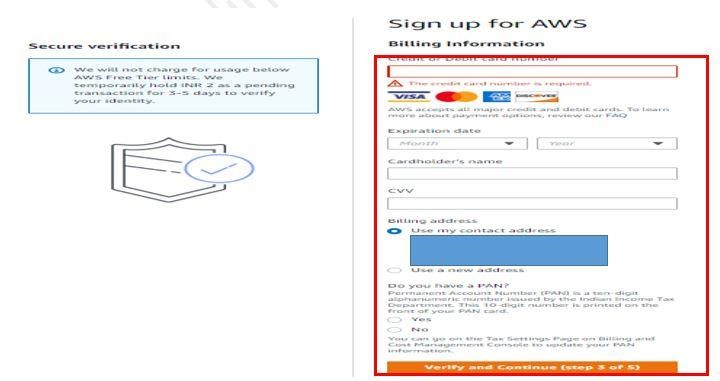 Secure verification
We will not charge for usage below
AWS Free Tier limits. We
temporarily hold INR 2 as a pending
transaction for 3-5 days to verify
your identity.
Sign up for AWS
Billing Information
Credit or Debit card number
The credit card number is required.
VISA
DISCOVER
AWS accepts all major credit and debit cards. To learn
more about payment options, review our FAQ
Expiration date
Month
Year
Cardholder's name
CVV
Billing address
Use my contact address
Use a new address
Do you have a PAN?
Permanent Account Number (PAN) is a ten-digit
alphanumeric number issued by the Indian Income Tax
Department. This 10-digit number is printed on the
front of your PAN card.
Yes
No
You can go on the Tax Settings Page on Billing and
Cost Management Console to update your PAN
information.
Verify and Continue (step 3 of 5)